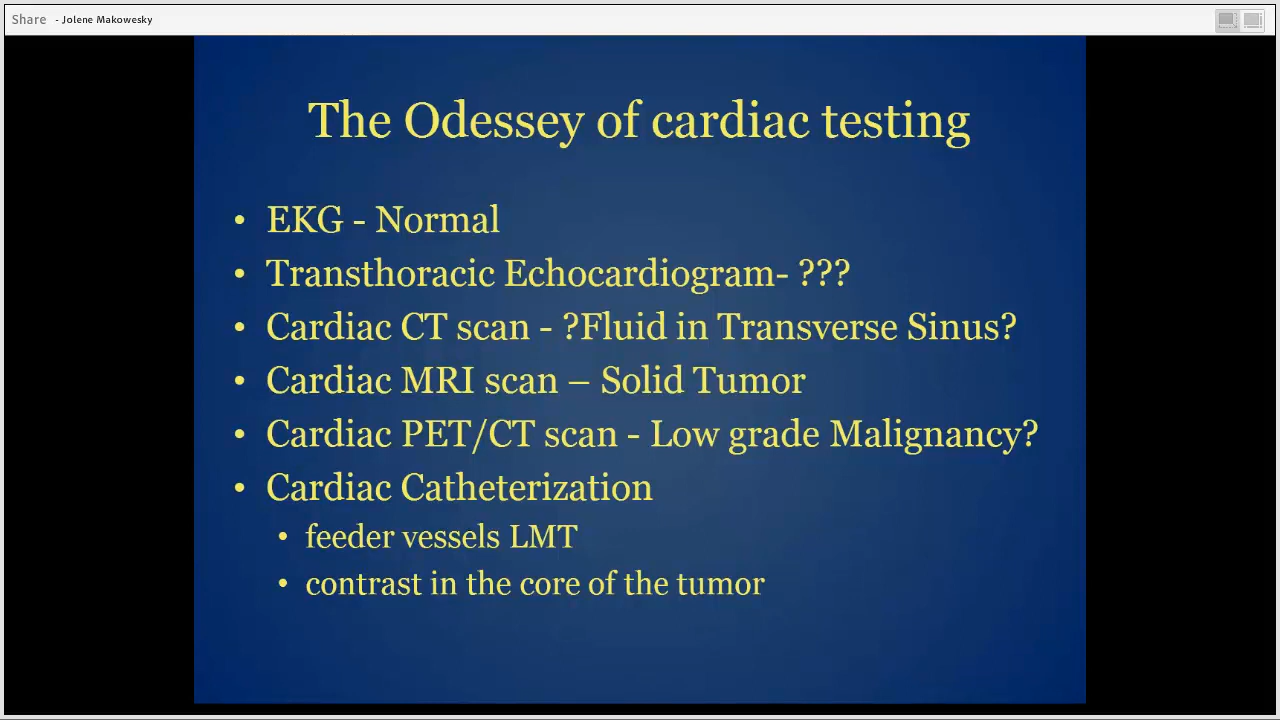 Share - Jolene Makowesky
The Odessey of cardiac testing
• EKG - Normal
• Transthoracic Echocardiogram- ???
• Cardiac CT scan - ?Fluid in Transverse Sinus?
• Cardiac MRI scan – Solid Tumor
• Cardiac PET/CT scan - Low grade Malignancy?
• Cardiac Catheterization
• feeder vessels LMT
• contrast in the core of the tumor